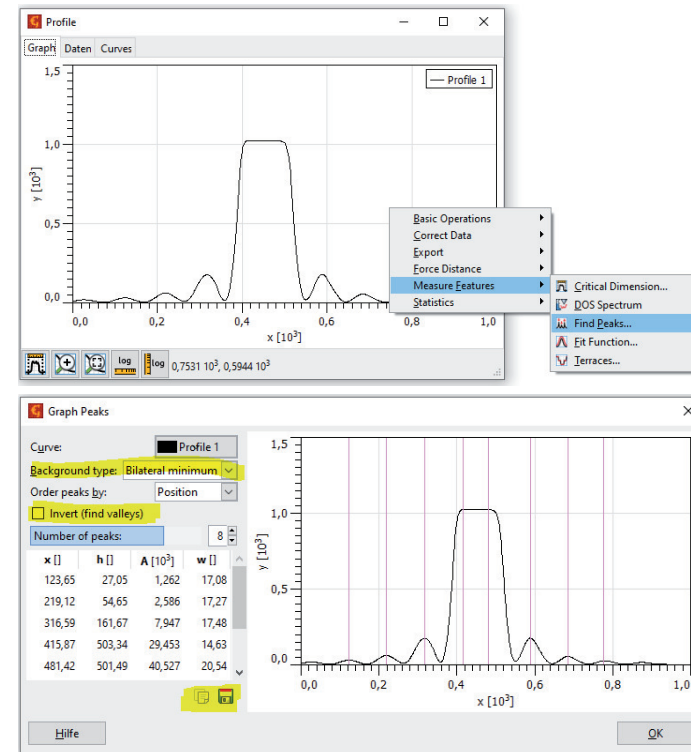 Profile
Graph Daten Curves
1,5
Profile 1
1,0
y [10³]
0,5
0,0
0,0 0,2 0,4 0,6 0,8 1,0
x [10³]
Basic Operations
Correct Data
Export
Force Distance
Measure Features
Statistics
Critical Dimension...
DOS Spectrum
Find Peaks...
Fit Function...
Terraces...
log log 0,7531 10³, 0,5944 10³
Graph Peaks
Curve: Profile 1
Background type: Bilateral minimum
Order peaks by: Position
Invert (find valleys)
Number of peaks: 8
x [] h [] A [10³] w []
123,65 27,05 1,262 17,08
219,12 54,65 2,586 17,27
316,59 161,67 7,947 17,48
415,87 503,34 29,453 14,63
481,42 501,49 40,527 20,54
1,5
1,0
y [10³]
0,5
0,0
0,0 0,2 0,4 0,6 0,8 1,0
x [10³]
Hilfe OK